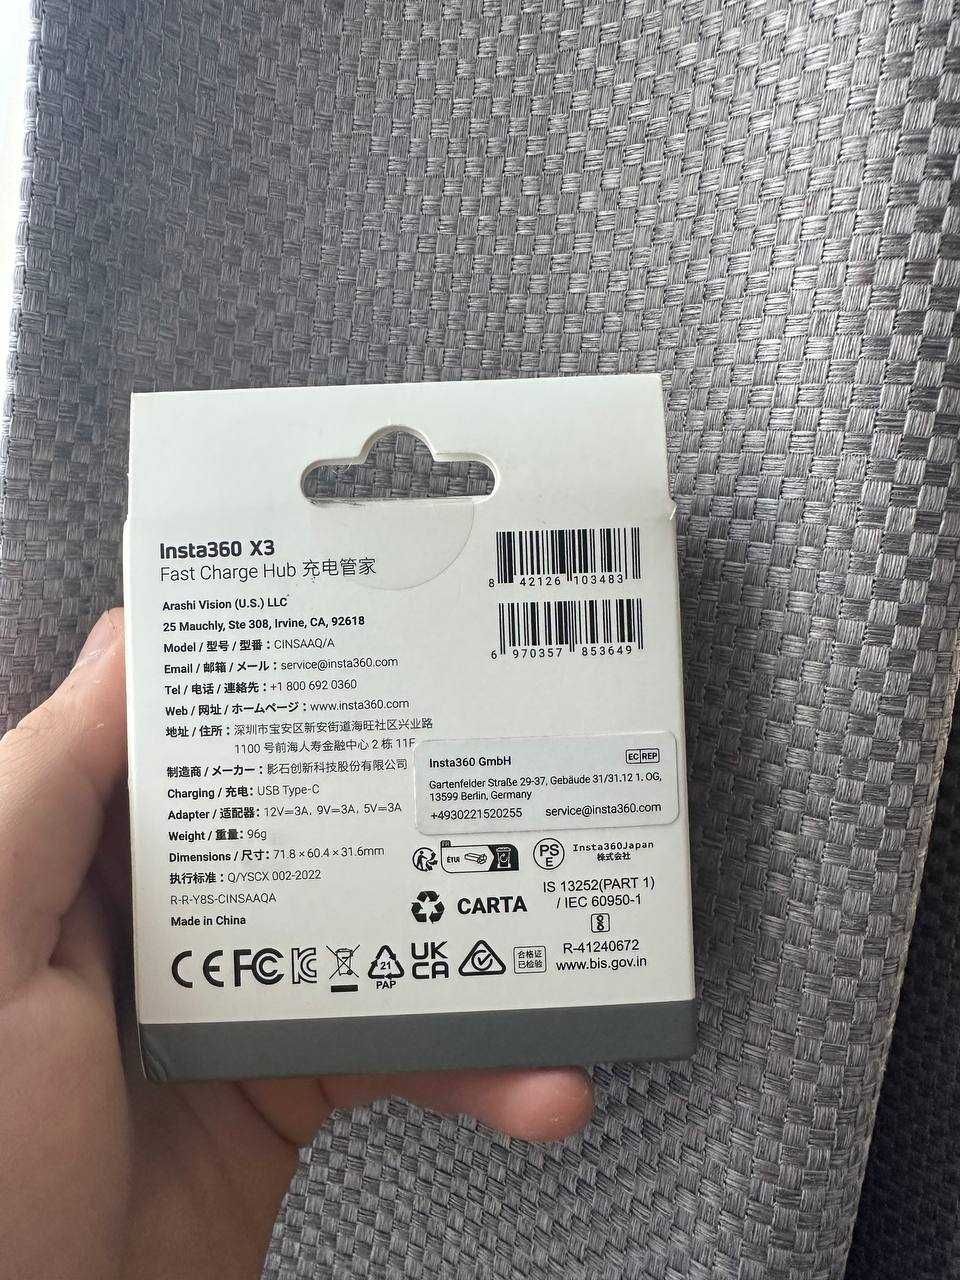 Insta360 X3
Fast Charge Hub 充电管家
Arashi Vision (U.S.) LLC
25 Mauchly, Ste 308, Irvine, CA, 92618
Model / 型号 / 型番：CINSAAQ/A
Email / 邮箱 / メール：service@insta360.com
Tel / 电话 / 連絡先：+1 800 692 0360
Web / 网址 / ホームページ：www.insta360.com
地址 / 住所：深圳市宝安区新安街道海旺社区兴业路
1100 号前海人寿金融中心 2 栋 11F
制造商 / メーカー：影石创新科技股份有限公司
Charging / 充电：USB Type-C
Adapter / 适配器：12V=3A, 9V=3A, 5V=3A
Weight / 重量：96g
Dimensions / 尺寸：71.8 × 60.4 × 31.6mm
执行标准：Q/YSCX 002-2022
R-R-Y8S-CINSAAQA
Made in China
8 42126 103483
6 970357 853649
Insta360 GmbH
EC REP
Gartenfelder Straße 29-37, Gebäude 31/31.12 1. OG,
13599 Berlin, Germany
+4930221520255 service@insta360.com
FR
ÉTUI
PS
E
Insta360Japan
株式会社
CARTA
IS 13252(PART 1)
/ IEC 60950-1
R-41240672
www.bis.gov.in
CE FC KC
21
PAP
UK
CA
合格证
已检验